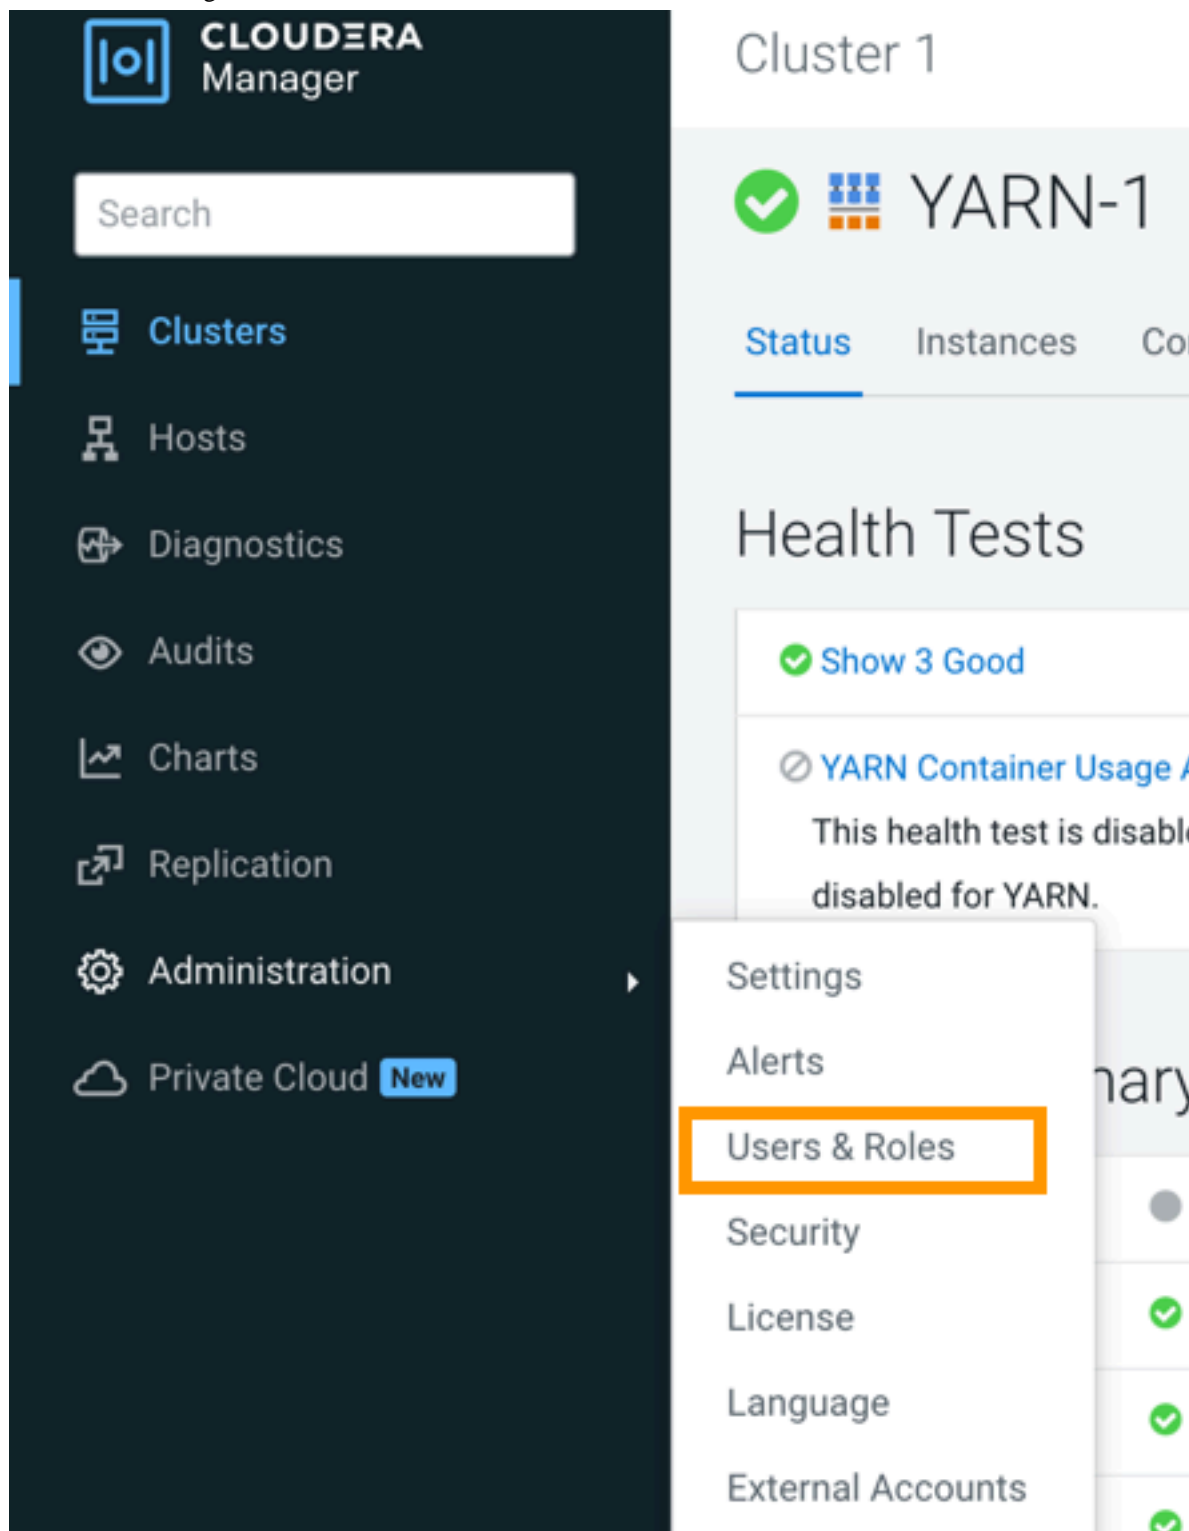 CLOUDERA
Manager
Search
Clusters
Hosts
Diagnostics
Audits
Charts
Replication
Administration
Private Cloud New
Cluster 1
YARN-1
Status Instances
Health Tests
Show 3 Good
YARN Container Usage
This health test is
disabled for YARN.
Settings
Alerts
Users & Roles
Security
License
Language
External Accounts